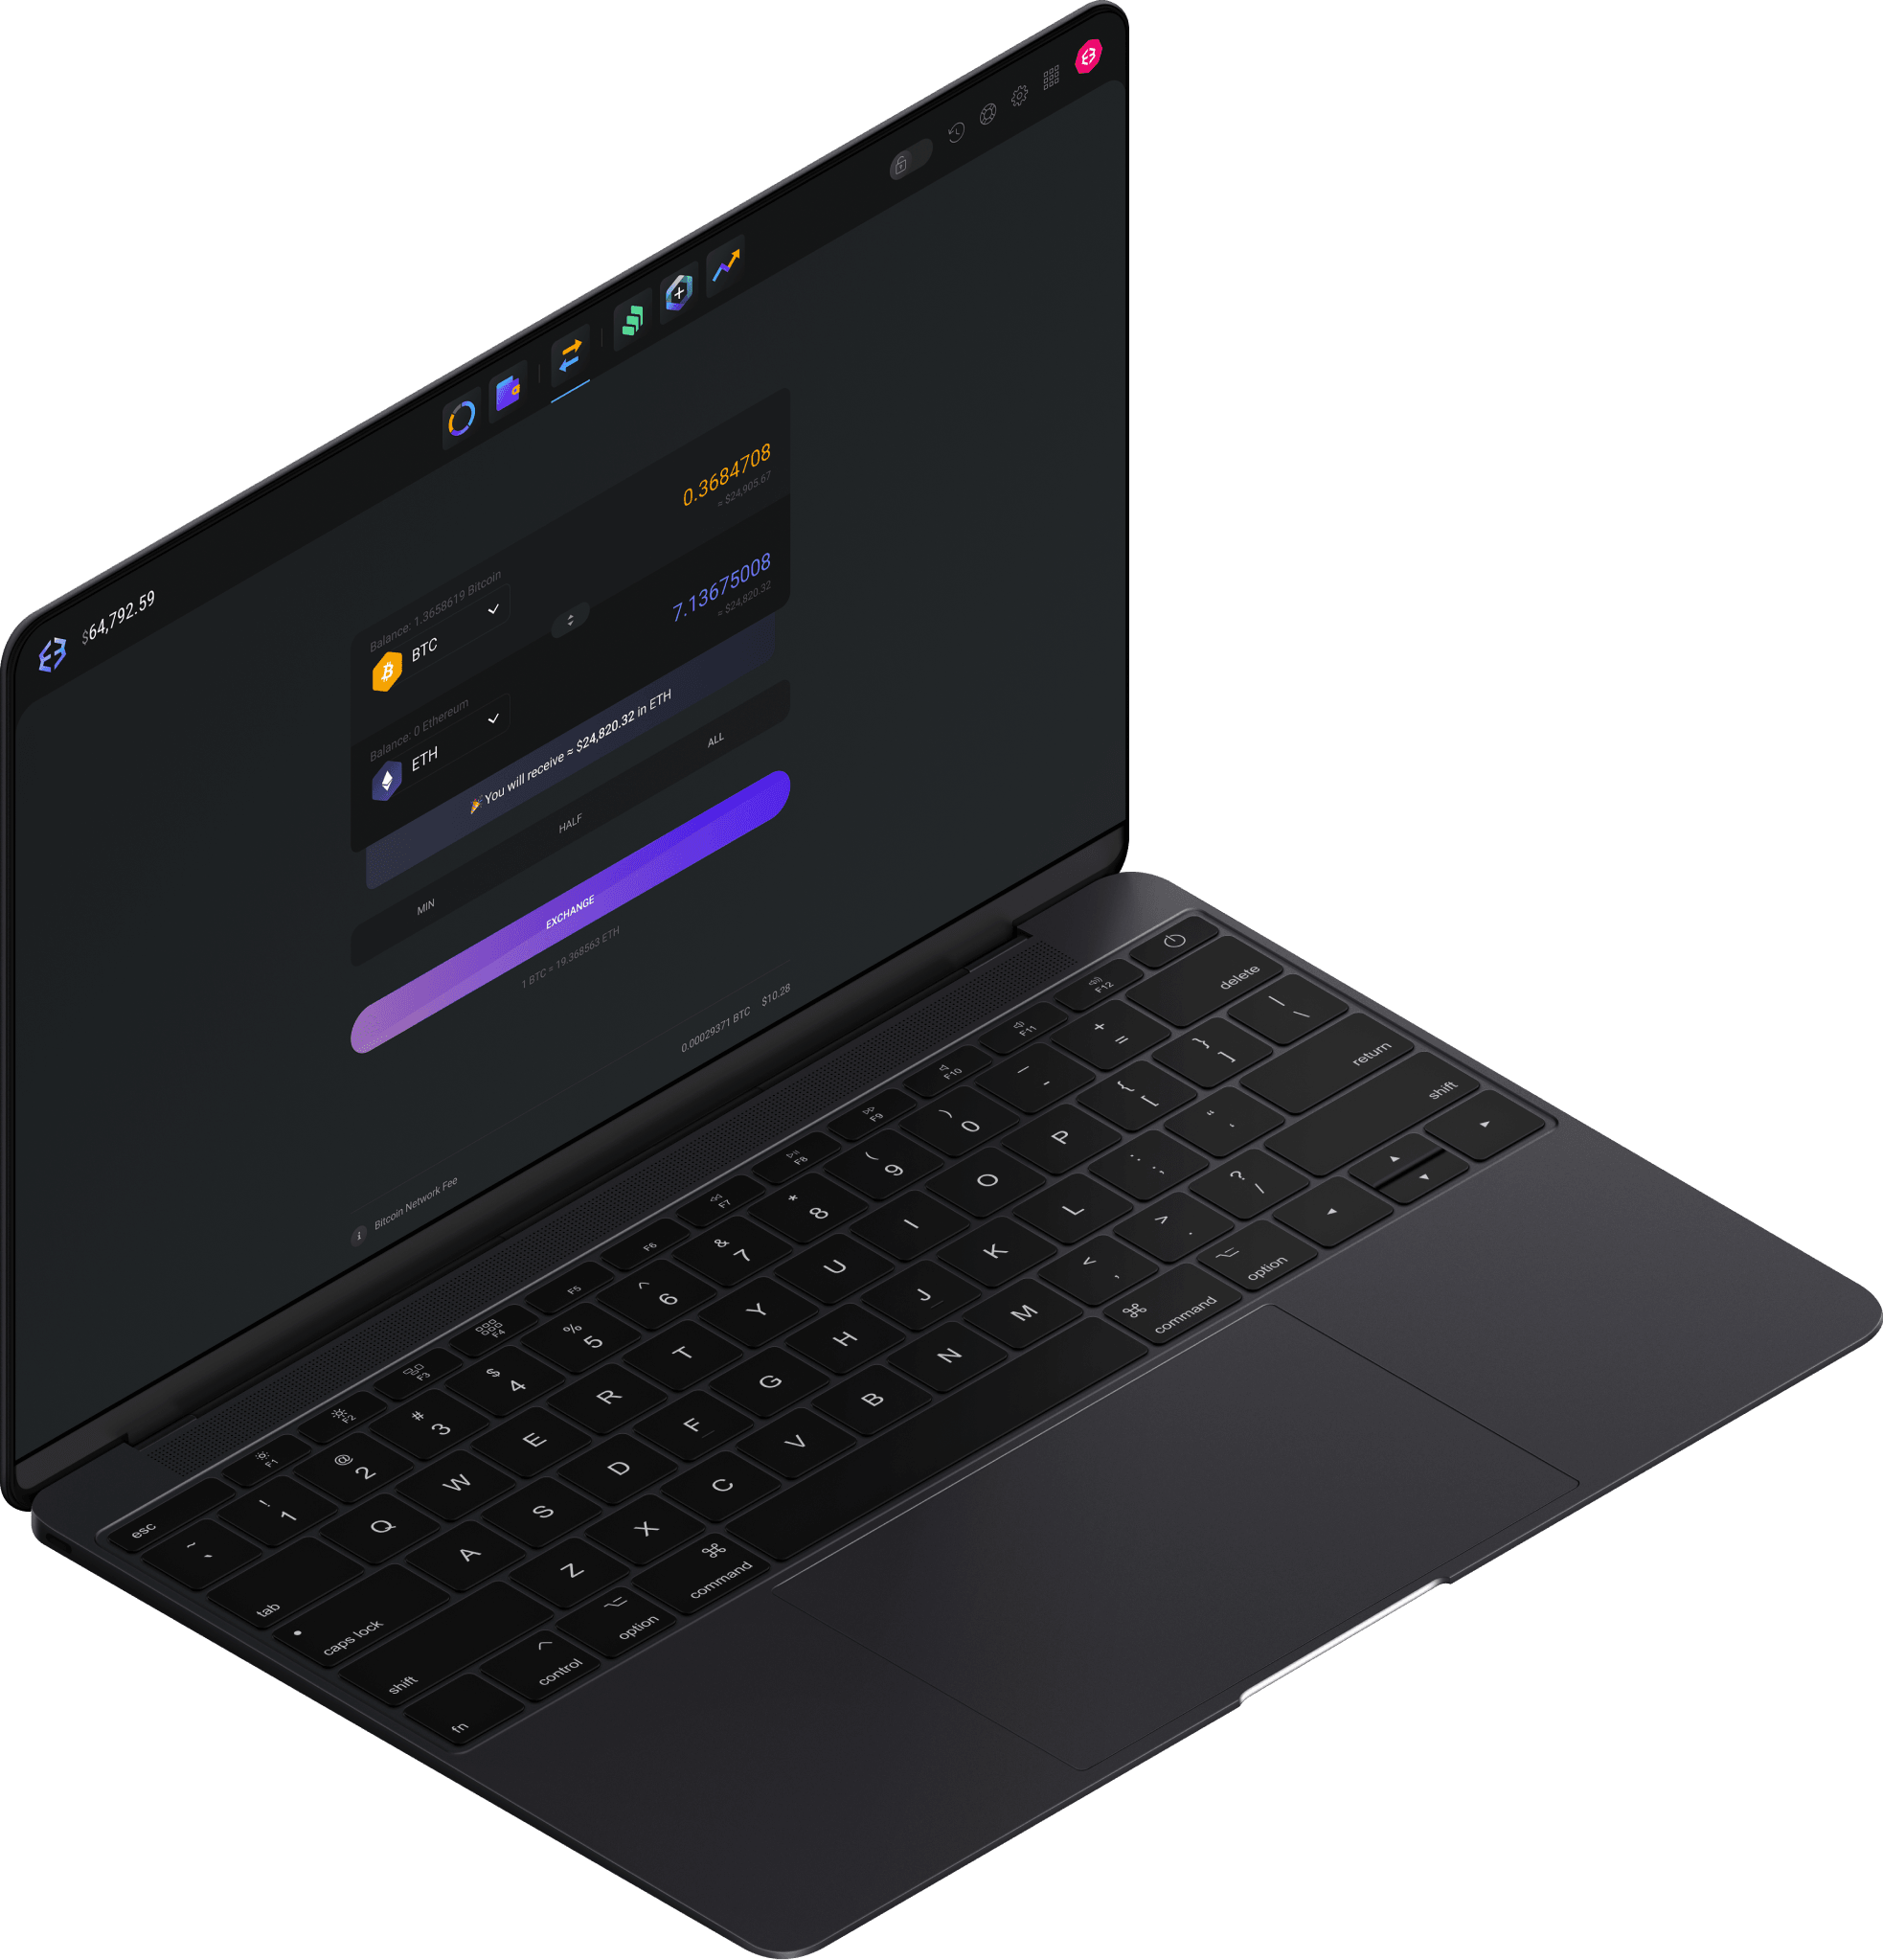 $64,792.59
Balance: 1.3658619 Bitcoin
BTC
0.3684708
≈ $24,905.67
Balance: 0 Ethereum
ETH
7.13675008
≈ $24,820.32
🎉 You will receive ≈ $24,820.32 in ETH
MIN HALF ALL
EXCHANGE
1 BTC = 19.368563 ETH
i Bitcoin Network Fee 0.00029371 BTC $10.28
esc F1 F2 F3 F4 F5 F6 F7 F8 F9 F10 F11 F12
~ ! 1 @ 2 # 3 $ 4 % 5 ^ 6 & 7 * 8 ( 9 ) 0 — - + = delete
tab Q W E R T Y U I O P { [ } ] | \
caps lock A S D F G H J K L : ; “ ‘ return
shift Z X C V B N M < , > . ? / shift
fn control option command command option